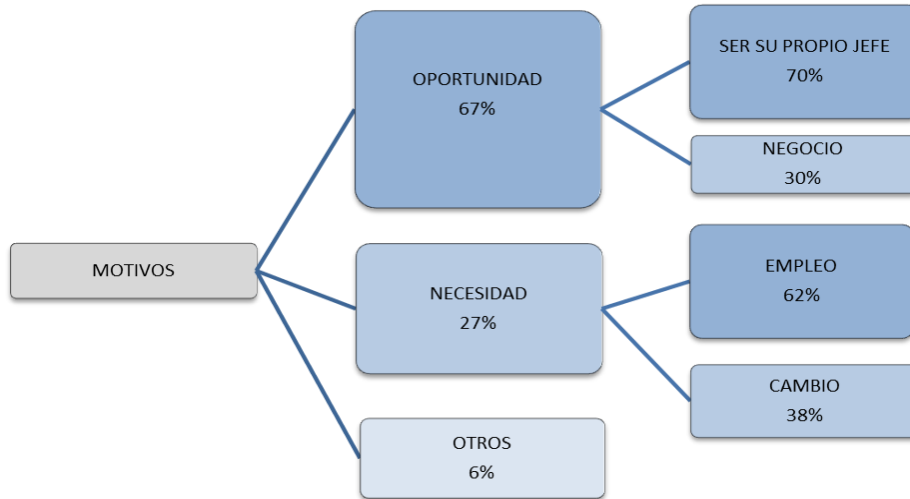 MOTIVOS
OPORTUNIDAD
67%
SER SU PROPIO JEFE
70%
NEGOCIO
30%
NECESIDAD
27%
EMPLEO
62%
CAMBIO
38%
OTROS
6%